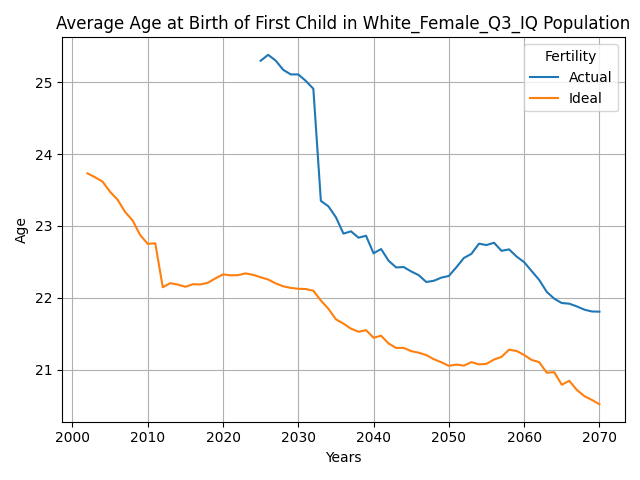 Average Age at Birth of First Child in White_Female_Q3_IQ Population
Fertility
Actual
Ideal
25
24
23
22
21
Age
2000 2010 2020 2030 2040 2050 2060 2070
Years